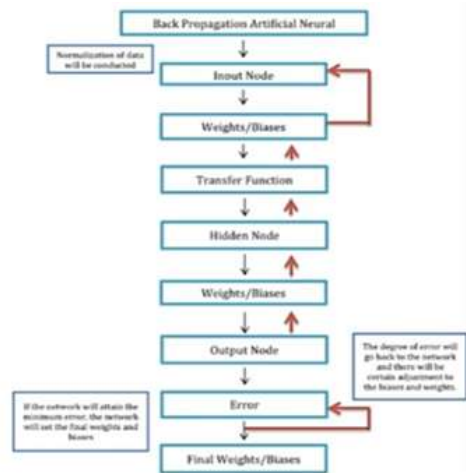 Back Propagation Artificial Neural
Normalization of data
will be conducted
Inout Node
Weights/Biases
Transfer Function
Hidden Node
Weights/Biases
Output Node
The degree of error will
go back to the network
and there will be
certain adjustment to
the biases and weights.
If the network will attain the
minimum error, the network
will set the final weights and
biases
Error
Final Weights/Biases